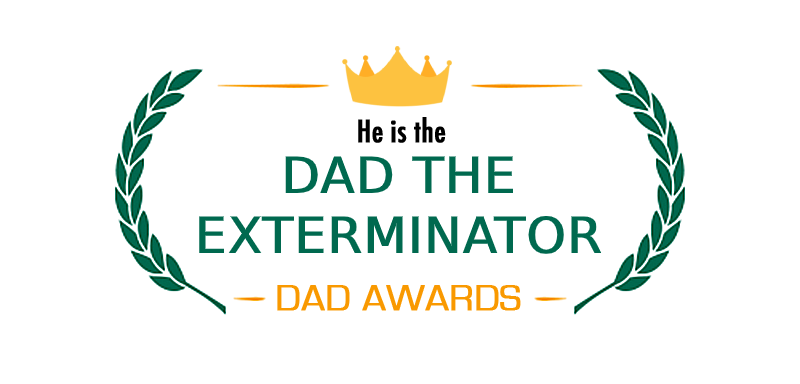 He is the
DAD THE
EXTERMINATOR
DAD AWARDS